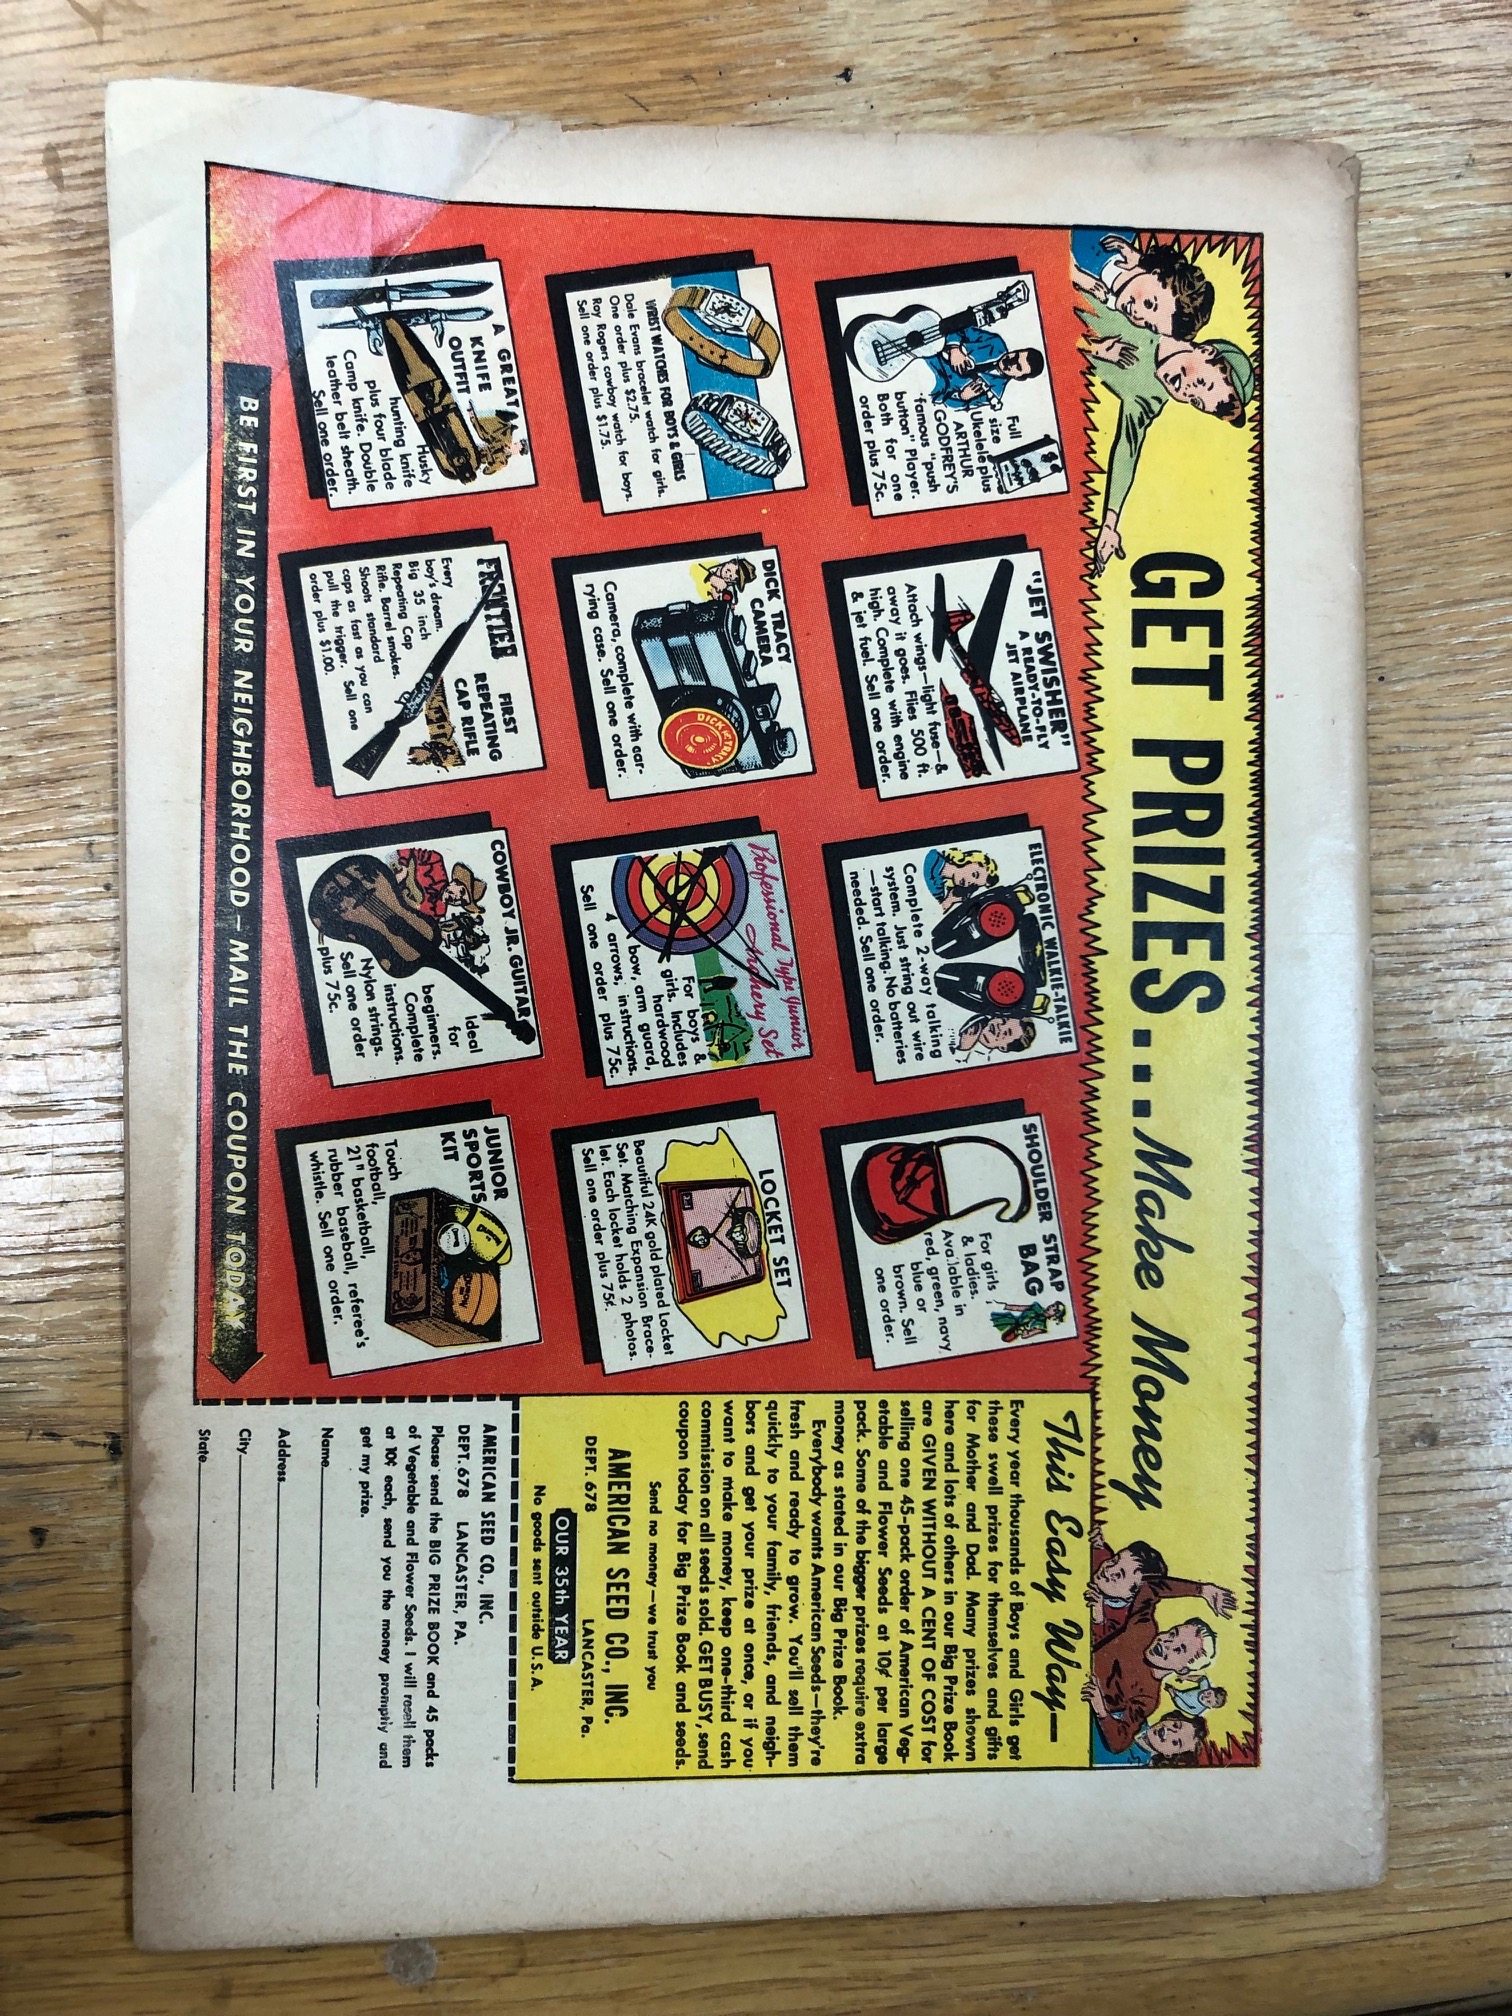 GET PRIZES...Make Money
Full
size
Ukelele plus
ARTHUR
GODFREY'S
famous "push
button" Player.
Both for one
order plus 75c.
"JET SWISHER"
A READY-TO-FLY
JET AIRPLANE
Attach wings—light fuse—&
away it goes. Flies 500 ft.
high. Complete with engine
& jet fuel. Sell one order.
ELECTRONIC WALKIE-TALKIE
Complete 2-way talking
system. Just string out wire
—start talking. No batteries
needed. Sell one order.
SHOULDER STRAP
BAG
For girls
& ladies.
Available in
red, green, navy
blue or
brown. Sell
one order.
WRIST WATCHES FOR BOYS & GIRLS
Dale Evans bracelet watch for girls.
One order plus $2.75.
Roy Rogers cowboy watch for boys.
Sell one order plus $1.75.
DICK TRACY
CAMERA
DICK TRACY
Camera, complete with car-
rying case. Sell one order.
Professional Type Junior
Archery Set
For boys &
girls. Includes
hardwood
bow, arm guard,
4 arrows, instructions.
Sell one order plus 75c.
LOCKET SET
Beautiful 24K gold plated Locket
Set. Matching Expansion Brace-
let. Each locket holds 2 photos.
Sell one order plus 75¢.
A GREAT
KNIFE
OUTFIT
Husky
hunting knife
plus four blade
Camp knife. Double
leather belt sheath.
Sell one order.
FRONTIER
FIRST
REPEATING
CAP RIFLE
Every
boy's dream.
Big 35 inch
Repeating Cap
Rifle. Barrel smokes.
Shoots standard
caps as fast as you can
pull the trigger. Sell one
order plus $1.00.
COWBOY JR. GUITAR
Ideal
for
beginners.
Complete
instructions.
Nylon strings.
Sell one order
plus 75c.
JUNIOR
SPORTS
KIT
Touch
football,
21" basketball,
rubber baseball, referee's
whistle. Sell one order.
BE FIRST IN YOUR NEIGHBORHOOD—MAIL THE COUPON TODAY
This Easy Way—
Every year thousands of Boys and Girls get
these swell prizes for themselves and gifts
for Mother and Dad. Many prizes shown
here and lots of others in our Big Prize Book
are GIVEN WITHOUT A CENT OF COST for
selling one 45-pack order of American Veg-
etable and Flower Seeds at 10¢ per large
pack. Some of the bigger prizes require extra
money as stated in our Big Prize Book.
Everybody wants American Seeds—they're
fresh and ready to grow. You'll sell them
quickly to your family, friends, and neigh-
bors and get your prize at once, or if you
want to make money, keep one-third cash
commission on all seeds sold. GET BUSY, send
coupon today for Big Prize Book and seeds.
Send no money—we trust you
AMERICAN SEED CO., INC.
DEPT. 678 LANCASTER, Pa.
OUR 35th YEAR
No goods sent outside U.S.A.
AMERICAN SEED CO., INC.
DEPT. 678 LANCASTER, PA.
Please send the BIG PRIZE BOOK and 45 packs
of Vegetable and Flower Seeds. I will resell them
at 10¢ each, send you the money promptly and
get my prize.
Name
Address
City
State